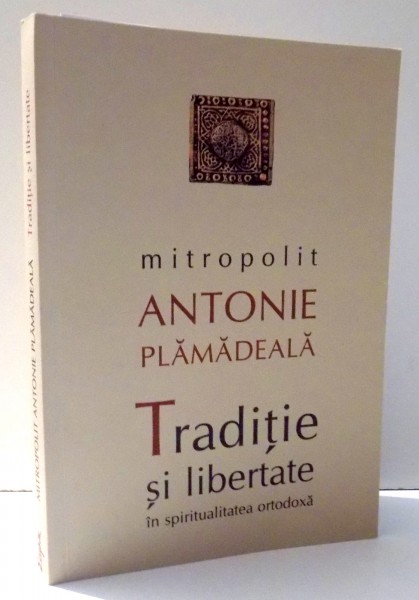 mitropolit
ANTONIE
PLĂMĂDEALĂ
Tradiție
și libertate
în spiritualitatea ortodoxă
MITROPOLIT ANTONIE PLĂMĂDEALĂ Tradiție și libertate